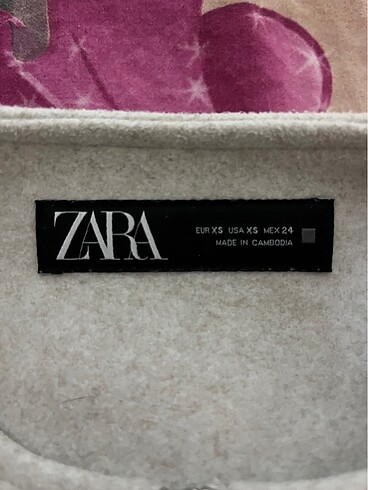 ZARA
EUR XS USA XS MEX 24
MADE IN CAMBODIA